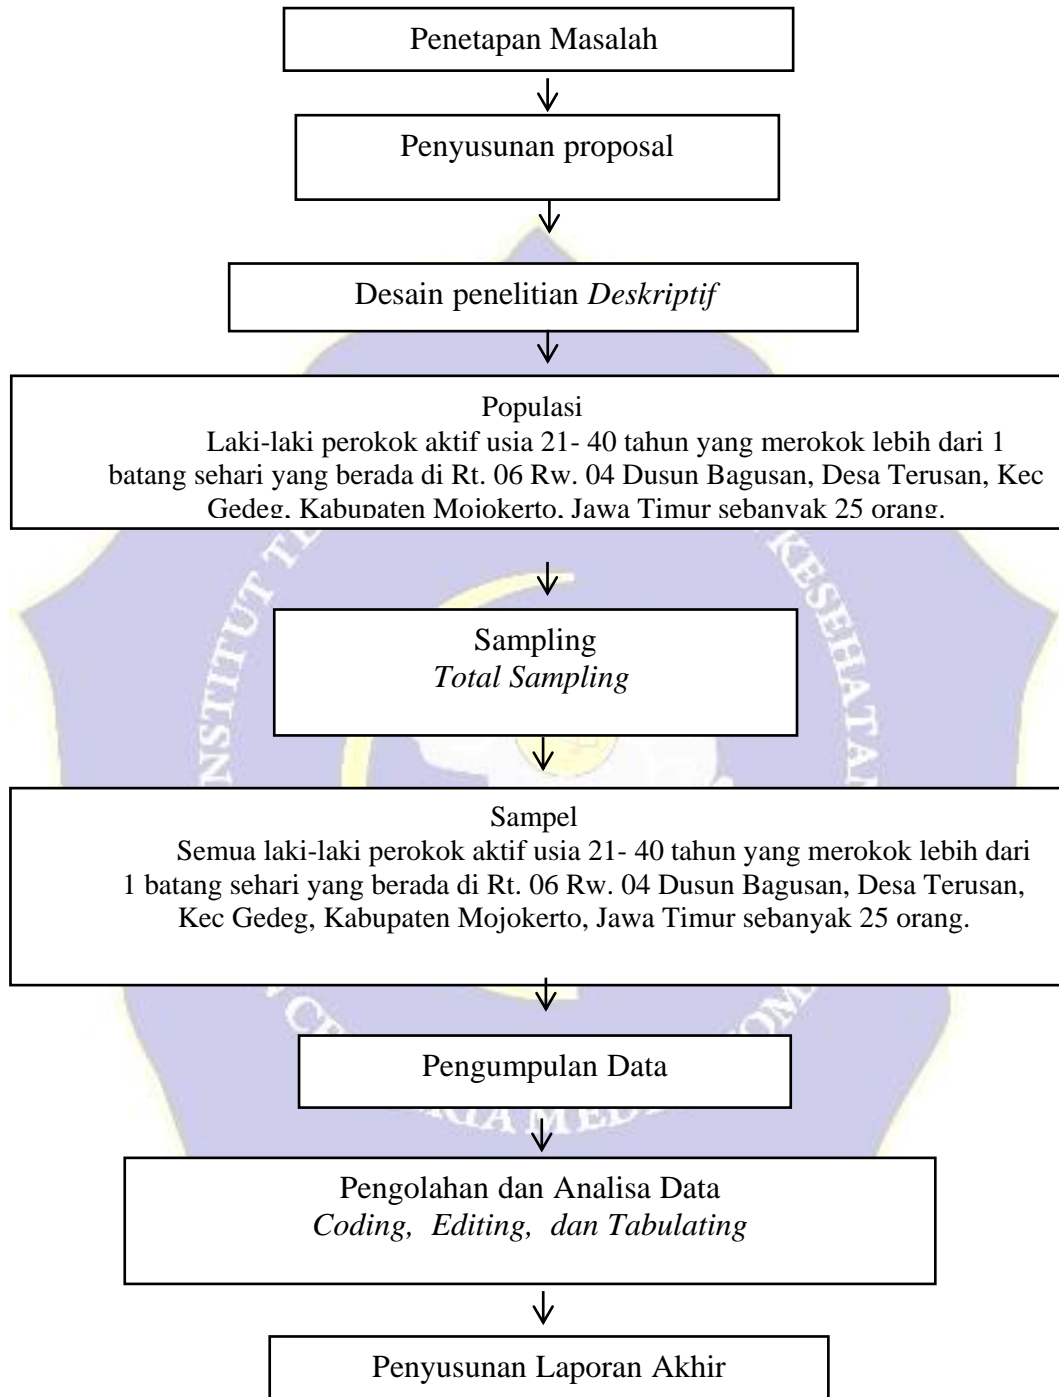 Penetapan Masalah
Penyusunan proposal
Desain penelitian Deskriptif
Populasi
Laki-laki perokok aktif usia 21- 40 tahun yang merokok lebih dari 1
batang sehari yang berada di Rt. 06 Rw. 04 Dusun Bagusan, Desa Terusan, Kec
Gedeg, Kabupaten Mojokerto, Jawa Timur sebanyak 25 orang.
INSTITUT
KESEHATAN
Sampling
Total Sampling
Sampel
Semua laki-laki perokok aktif usia 21- 40 tahun yang merokok lebih dari
1 batang sehari yang berada di Rt. 06 Rw. 04 Dusun Bagusan, Desa Terusan,
Kec Gedeg, Kabupaten Mojokerto, Jawa Timur sebanyak 25 orang.
Pengumpulan Data
Pengolahan dan Analisa Data
Coding, Editing, dan Tabulating
Penyusunan Laporan Akhir